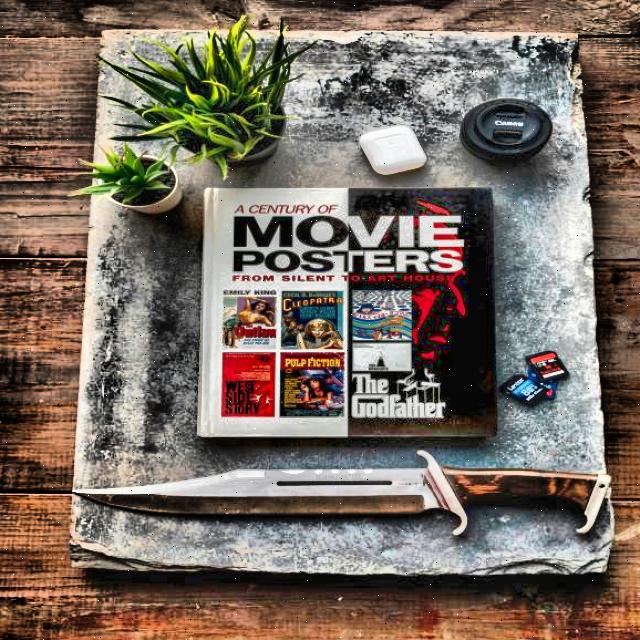 Canon
A CENTURY OF
MOVIE
POSTERS
FROM SILENT TO ART HOUSE
EMILY KING
CLEOPATRA
Outlaw
PULP FICTION
WEST
SIDE
STORY
The
Godfather